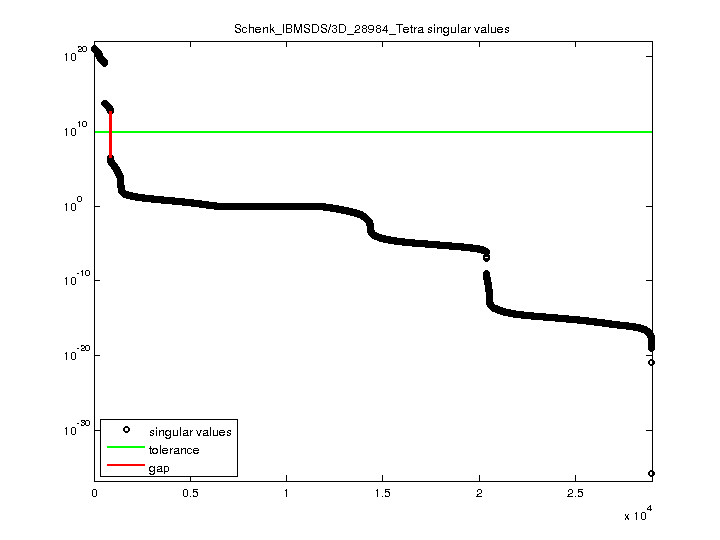 Schenk_IBMSDS/3D_28984_Tetra singular values
10^20
10^10
10^0
10^-10
10^-20
10^-30
singular values
tolerance
gap
0 0.5 1 1.5 2 2.5
x 10^4